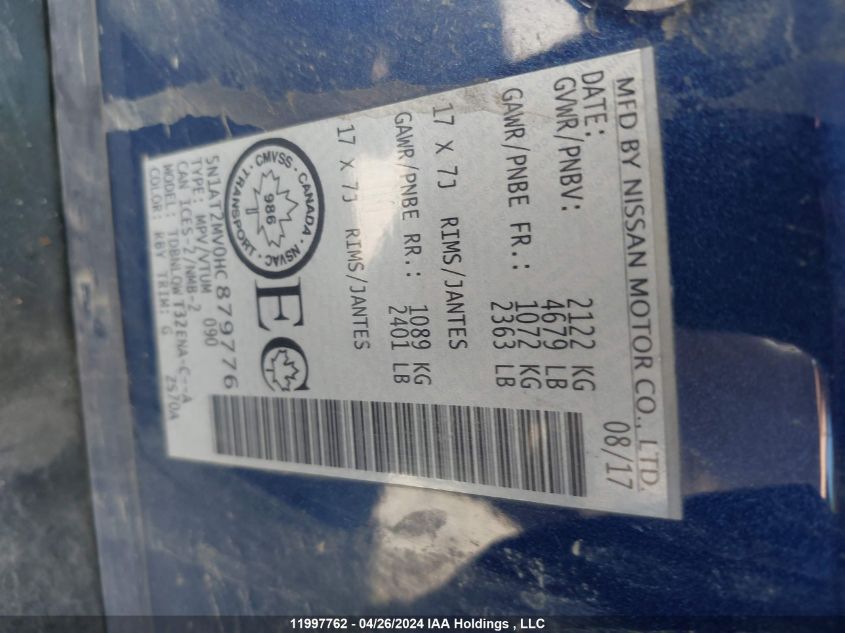 MFD BY NISSAN MOTOR CO., LTD.
DATE: 08/17
GVWR/PNBV: 2122 KG
4679 LB
GAWR/PNBE FR.: 1072 KG
2363 LB
17 X 7J RIMS/JANTES
GAWR/PNBE RR.: 1089 KG
2401 LB
17 X 7J RIMS/JANTES
CMVSS · CANADA · NSVAC · TRANSPORT ·
986
EC
5N1AT2MV0HC879776
TYPE: MPV/VTUM 090
CAN ICES-2/NMB-2
MODEL: TDBNLQW T32ENA-C--A
COLOR: RBY TRIM: G 2S70A
11997762 - 04/26/2024 IAA Holdings , LLC